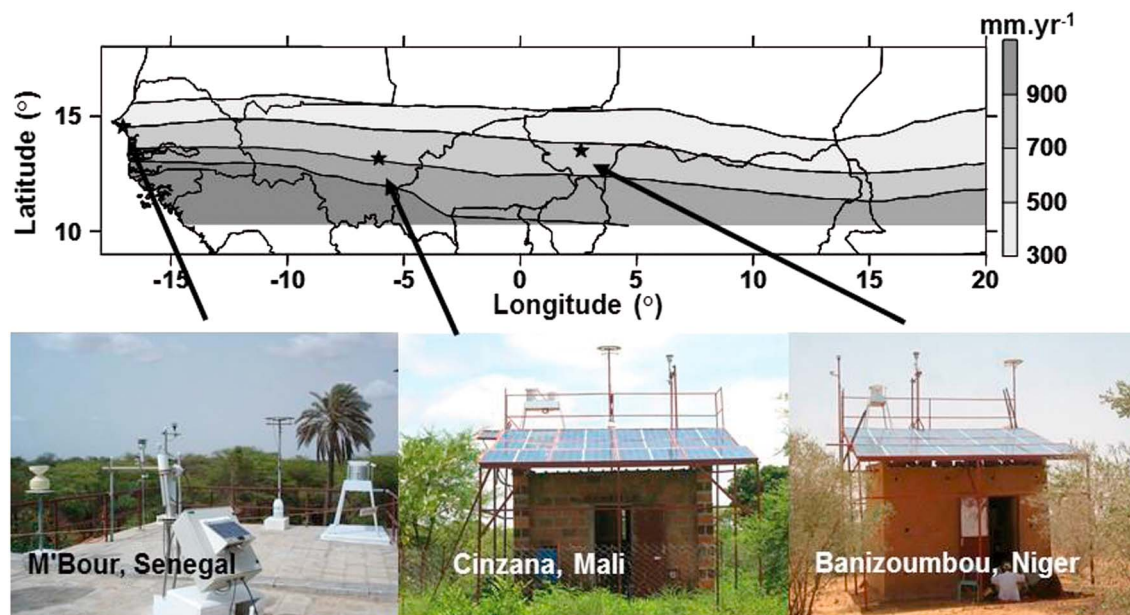 mm.yr-1
Latitude (°)
15
10
900
700
500
300
-15
-10
-5
0
5
10
15
20
Longitude (°)
M'Bour, Senegal
Cinzana, Mali
Banizoumbou, Niger